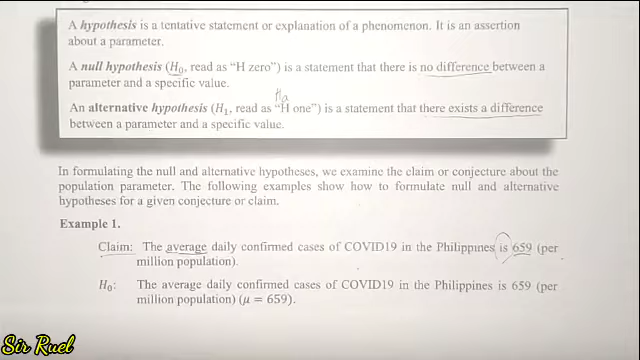 A hypothesis is a tentative statement or explanation of a phenomenon. It is an assertion
about a parameter.
A null hypothesis (H₀, read as “H zero”) is a statement that there is no difference between a
parameter and a specific value.
Ha
An alternative hypothesis (H₁, read as “H one”) is a statement that there exists a difference
between a parameter and a specific value.
In formulating the null and alternative hypotheses, we examine the claim or conjecture about the
population parameter. The following examples show how to formulate null and alternative
hypotheses for a given conjecture or claim.
Example 1.
Claim: The average daily confirmed cases of COVID19 in the Philippines is 659 (per
million population).
H₀: The average daily confirmed cases of COVID19 in the Philippines is 659 (per
million population) (μ = 659).
Sir Ruel